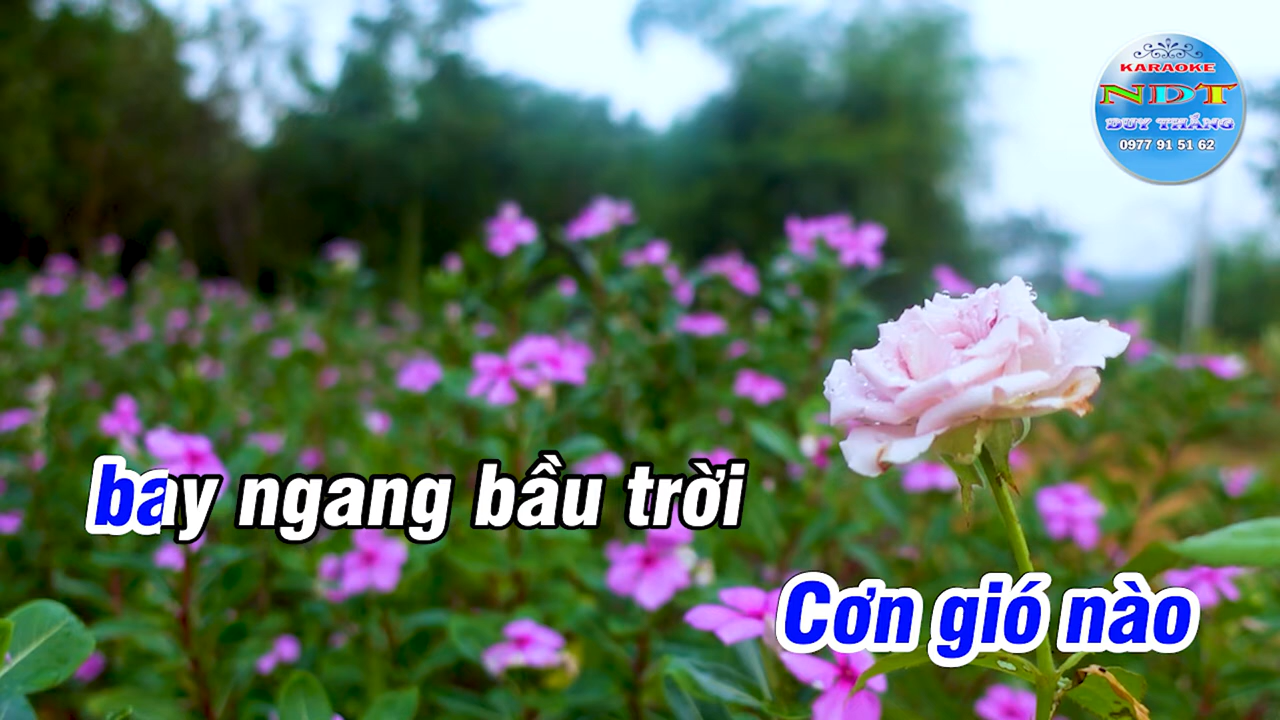 KARAOKE
NDT
DUY THẮNG
0977 91 51 62
bay ngang bầu trời
Cơn gió nào